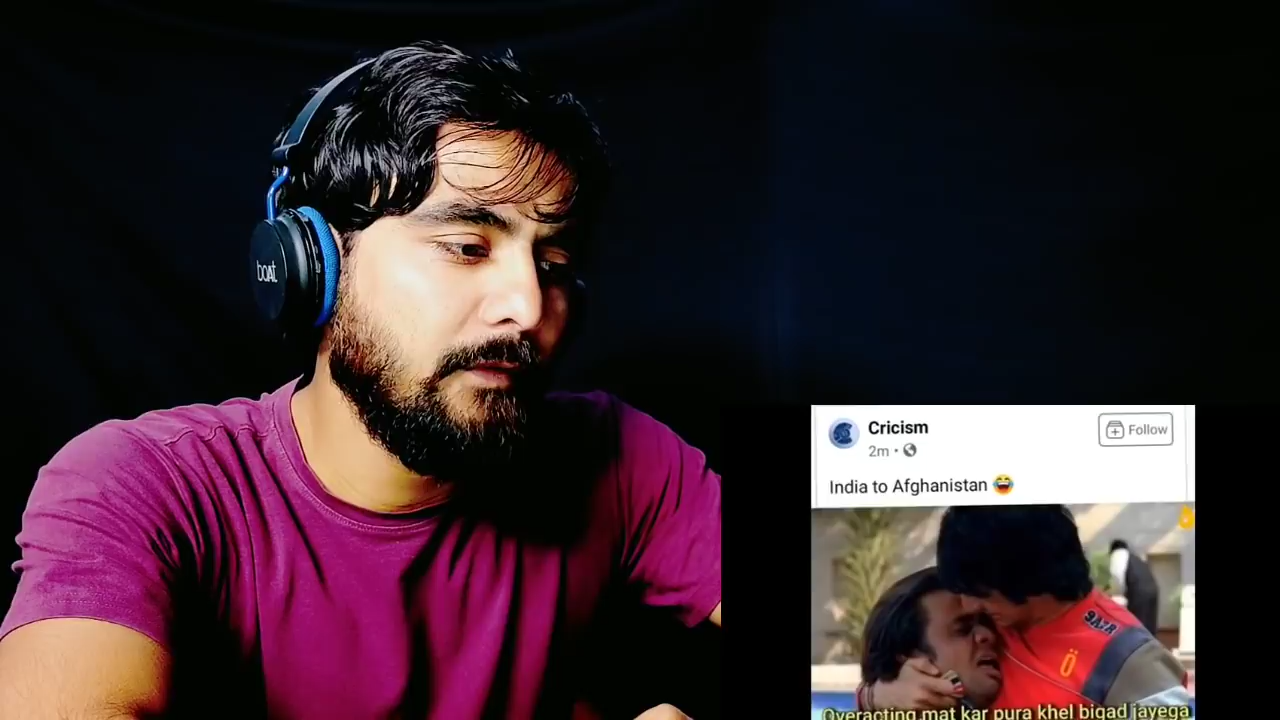 boAt
Cricism
Follow
2m
India to Afghanistan 😂
Overacting mat kar pura khel bigad jayega